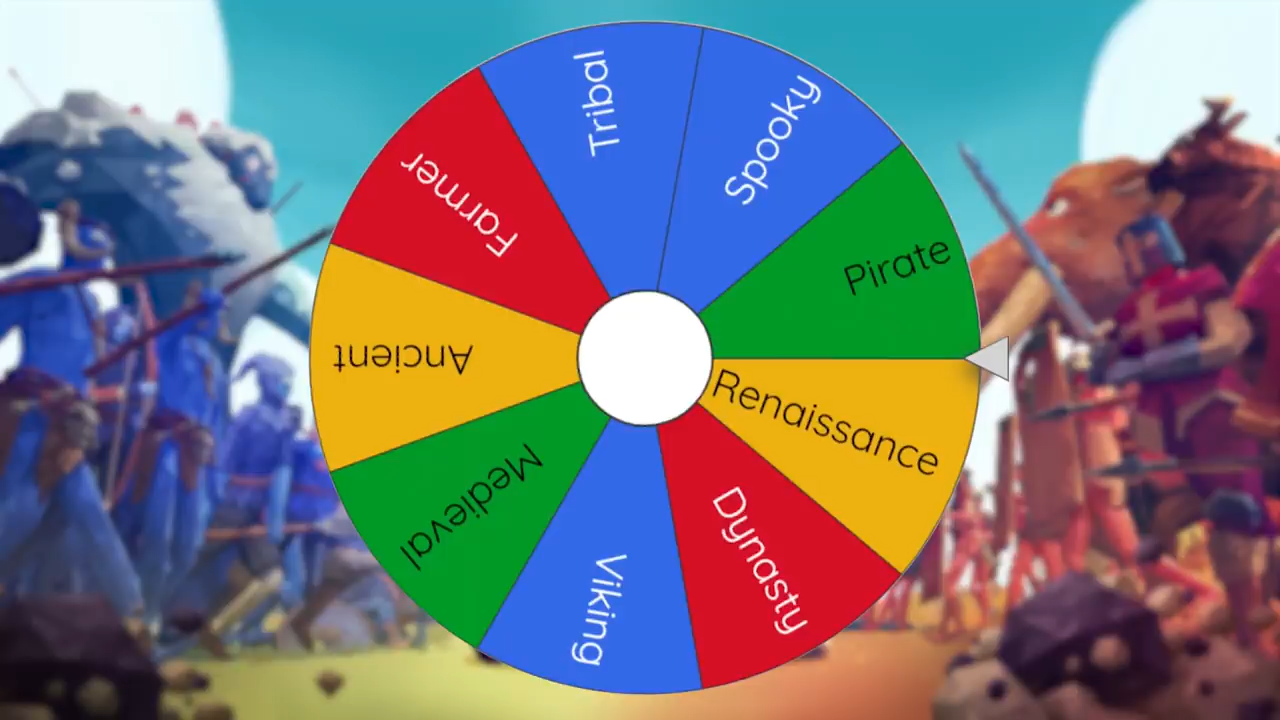 Tribal
Spooky
Pirate
Renaissance
Dynasty
Viking
Medieval
Ancient
Farmer